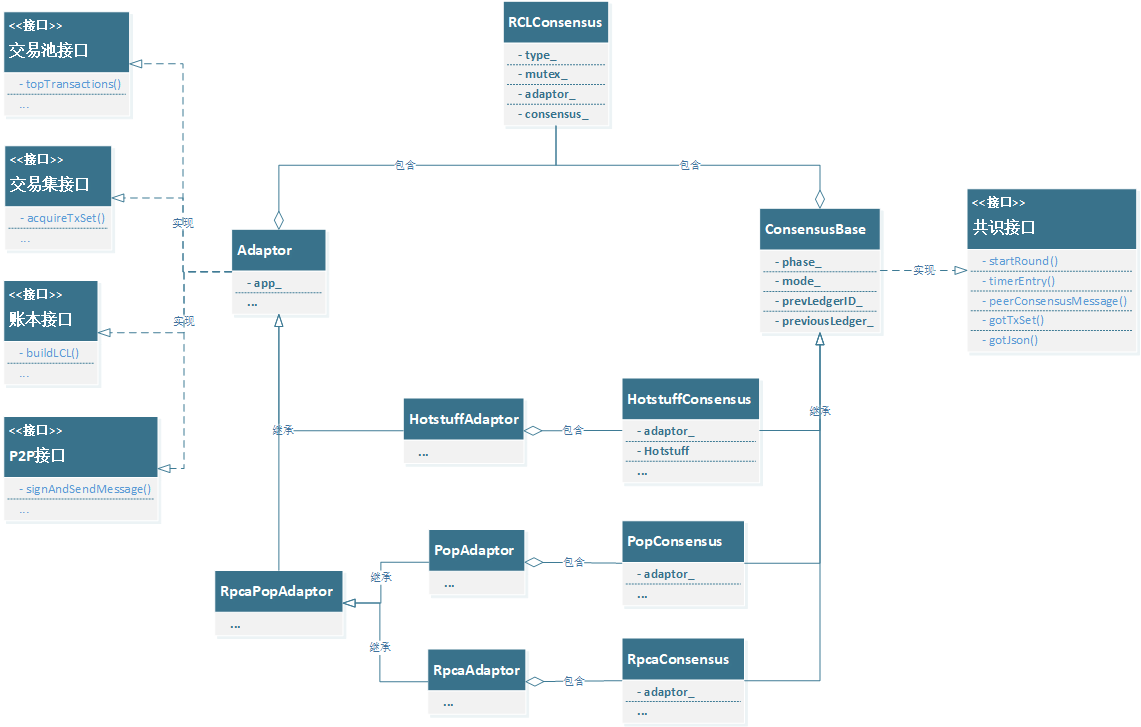 <<接口>>
交易池接口
- topTransactions()
...
<<接口>>
交易集接口
- acquireTxSet()
...
<<接口>>
账本接口
- buildLCL()
...
<<接口>>
P2P接口
- signAndSendMessage()
...
实现
实现
RCLConsensus
- type_
- mutex_
- adaptor_
- consensus_
包含
包含
Adaptor
- app_
...
ConsensusBase
- phase_
- mode_
- prevLedgerID_
- previousLedger_
实现
<<接口>>
共识接口
- startRound()
- timerEntry()
- peerConsensusMessage()
- gotTxSet()
- gotJson()
继承
HotstuffAdaptor
...
包含
HotstuffConsensus
- adaptor_
- Hotstuff
...
继承
RpcaPopAdaptor
...
继承
继承
PopAdaptor
...
包含
PopConsensus
- adaptor_
...
RpcaAdaptor
...
包含
RpcaConsensus
- adaptor_
...